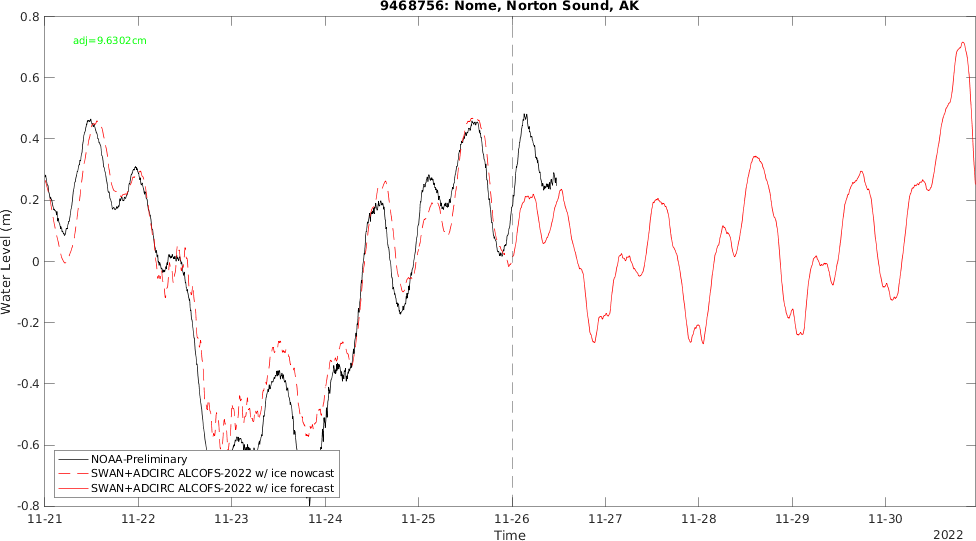 9468756: Nome, Norton Sound, AK
adj=9.6302cm
0.8
0.6
0.4
0.2
0
-0.2
-0.4
-0.6
-0.8
Water Level (m)
NOAA-Preliminary
SWAN+ADCIRC ALCOFS-2022 w/ ice nowcast
SWAN+ADCIRC ALCOFS-2022 w/ ice forecast
11-21 11-22 11-23 11-24 11-25 11-26 11-27 11-28 11-29 11-30
Time
2022